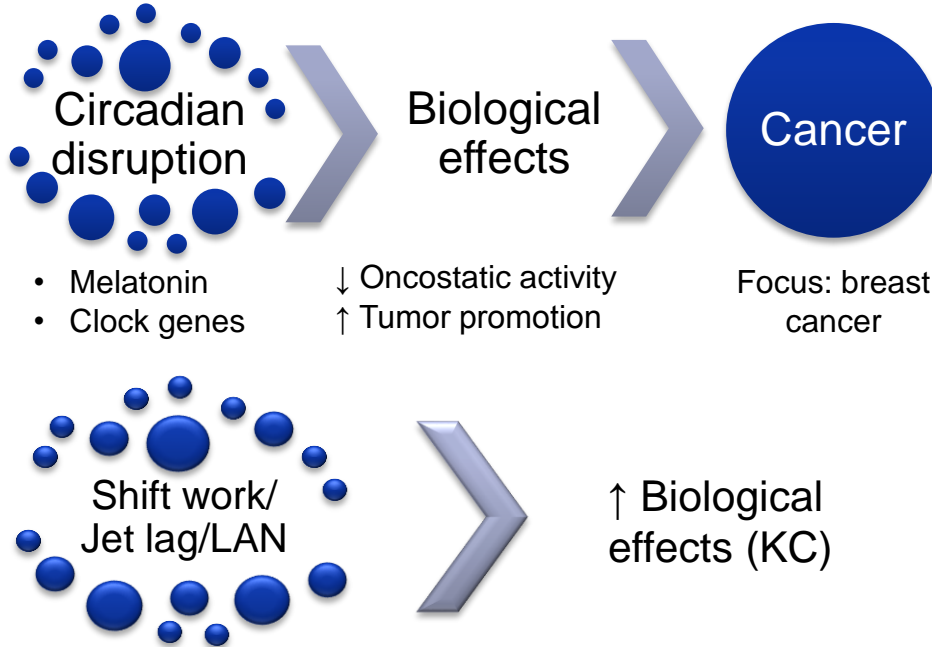 Circadian
disruption
Biological
effects
Cancer
• Melatonin
• Clock genes
↓ Oncostatic activity
↑ Tumor promotion
Focus: breast
cancer
Shift work/
Jet lag/LAN
↑ Biological
effects (KC)